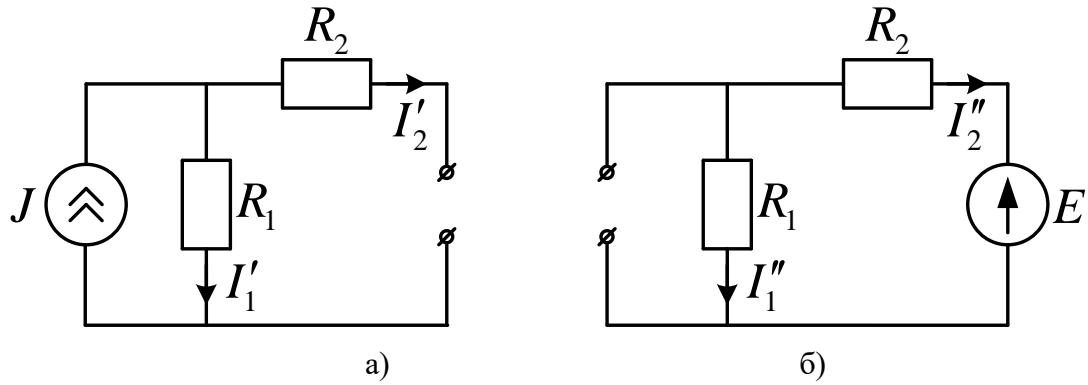 R₂
I′₂
J
R₁
I′₁
а)
R₂
I″₂
R₁
E
I″₁
б)